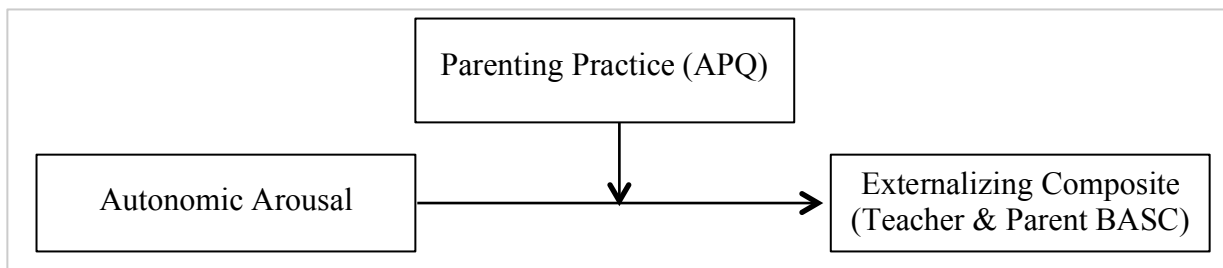 Parenting Practice (APQ)
Autonomic Arousal
Externalizing Composite
(Teacher & Parent BASC)